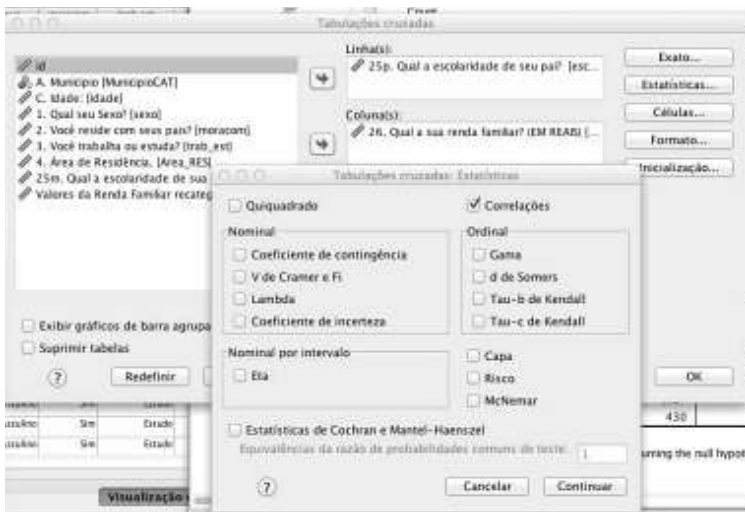 Tabulações cruzadas
id
A. Municipio [MunicipioCAT]
C. Idade: [Idade]
1. Qual seu Sexo? [sexo]
2. Você reside com seus pais? [moracom]
3. Você trabalha ou estuda? [trab_est]
4. Área de Residência. [Area_RES]
25m. Qual a escolaridade de sua
Valores da Renda Familiar recateg
Linha(s):
25p. Qual a escolaridade de seu pai? [esc...
Coluna(s):
26. Qual a sua renda familiar? (EM REAIS) [...
Exato...
Estatísticas...
Células...
Formato...
Inicialização...
Exibir gráficos de barra agrupa
Suprimir tabelas
?
Redefinir
OK
Tabulações cruzadas: Estatísticas
Quiquadrado
Correlações
Nominal
Coeficiente de contingência
V de Cramer e Fi
Lambda
Coeficiente de incerteza
Ordinal
Gama
d de Somers
Tau-b de Kendall
Tau-c de Kendall
Nominal por intervalo
Eta
Capa
Risco
McNemar
Estatísticas de Cochran e Mantel-Haenszel
Equivalências da razão de probabilidades comuns de teste:
1
?
Cancelar
Continuar
Sim
Estudo
Sim
Estudo
Visualização
430
uming the null hypot